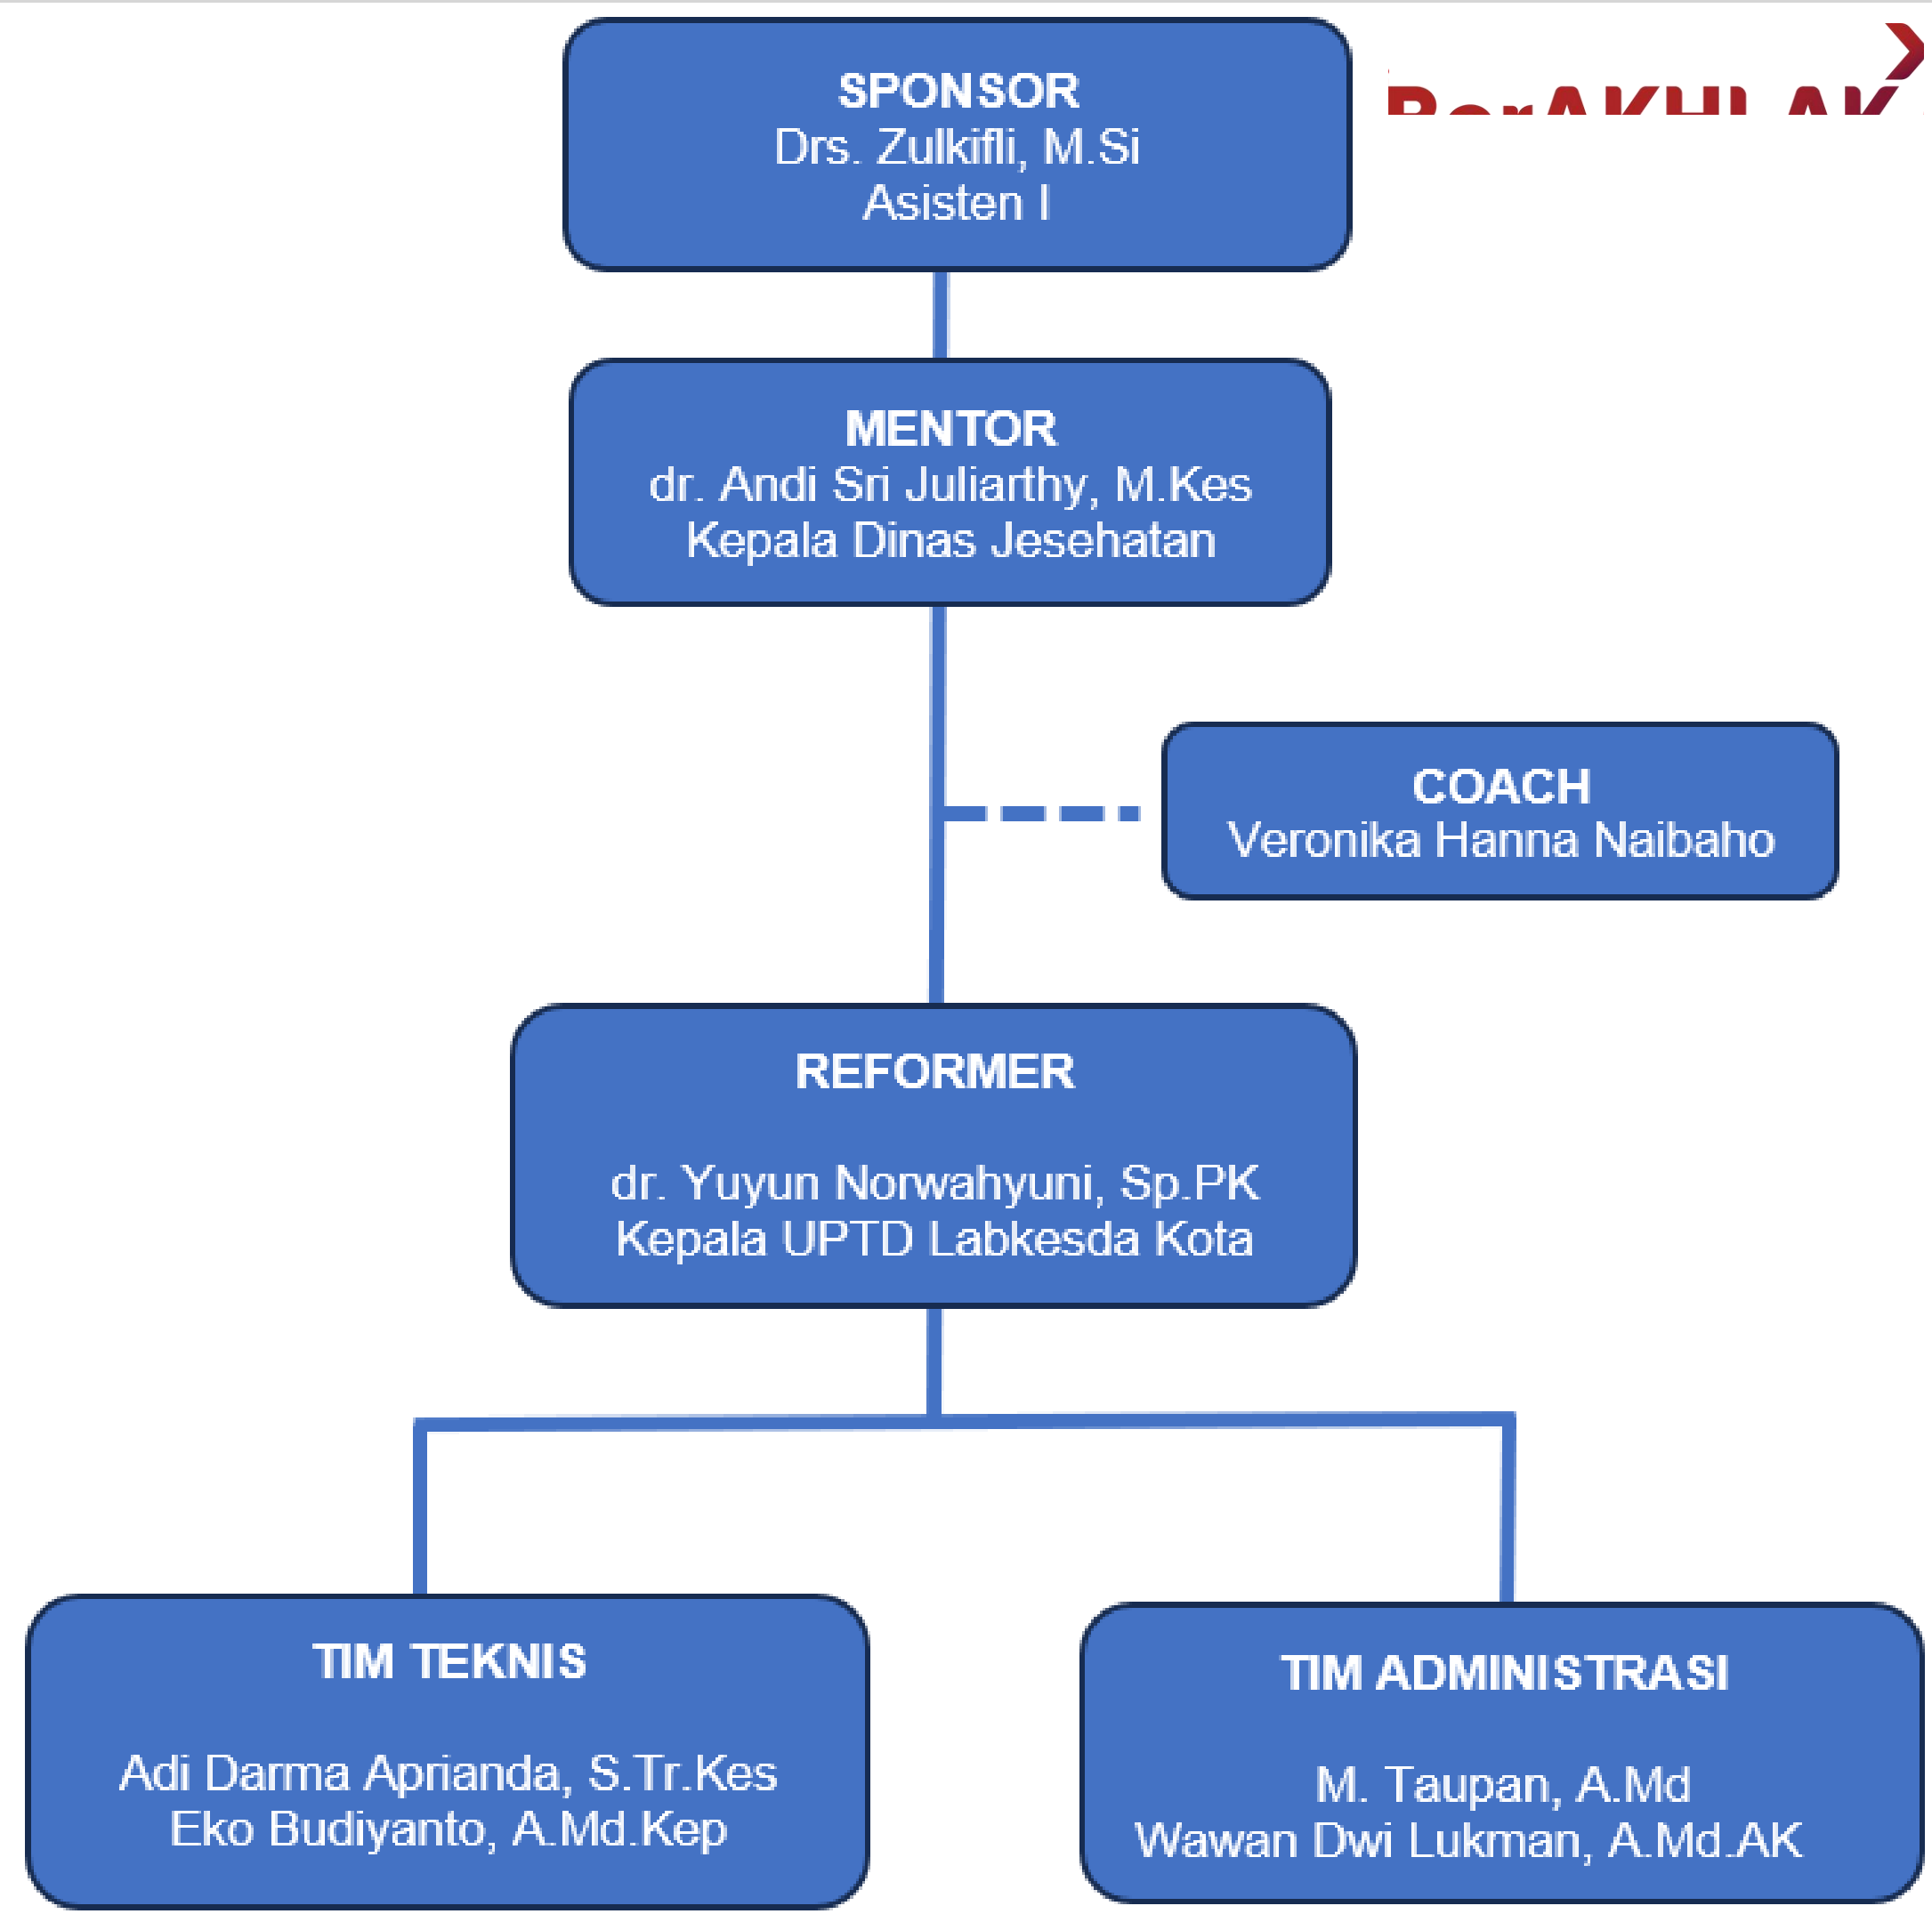 SPONSOR
Drs. Zulkifli, M.Si
Asisten I
BerAKHLAK
MENTOR
dr. Andi Sri Juliarthy, M.Kes
Kepala Dinas Jesehatan
COACH
Veronika Hanna Naibaho
REFORMER
dr. Yuyun Norwahyuni, Sp.PK
Kepala UPTD Labkesda Kota
TIM TEKNIS
Adi Darma Aprianda, S.Tr.Kes
Eko Budiyanto, A.Md.Kep
TIM ADMINISTRASI
M. Taupan, A.Md
Wawan Dwi Lukman, A.Md.AK